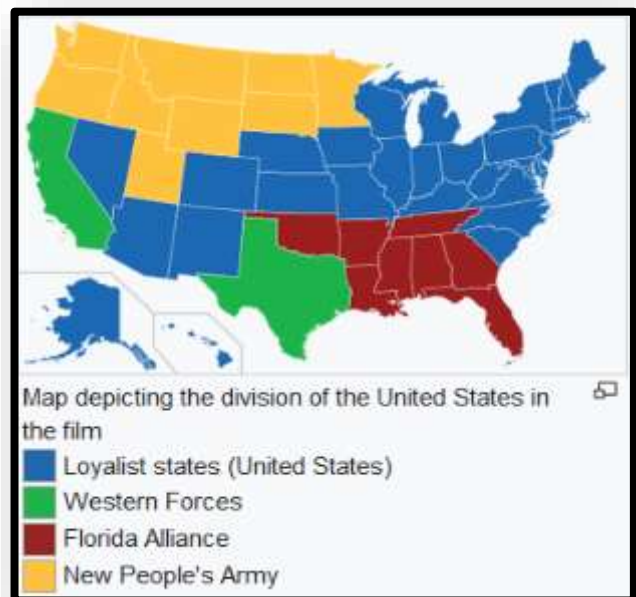 Map depicting the division of the United States in
the film
Loyalist states (United States)
Western Forces
Florida Alliance
New People's Army